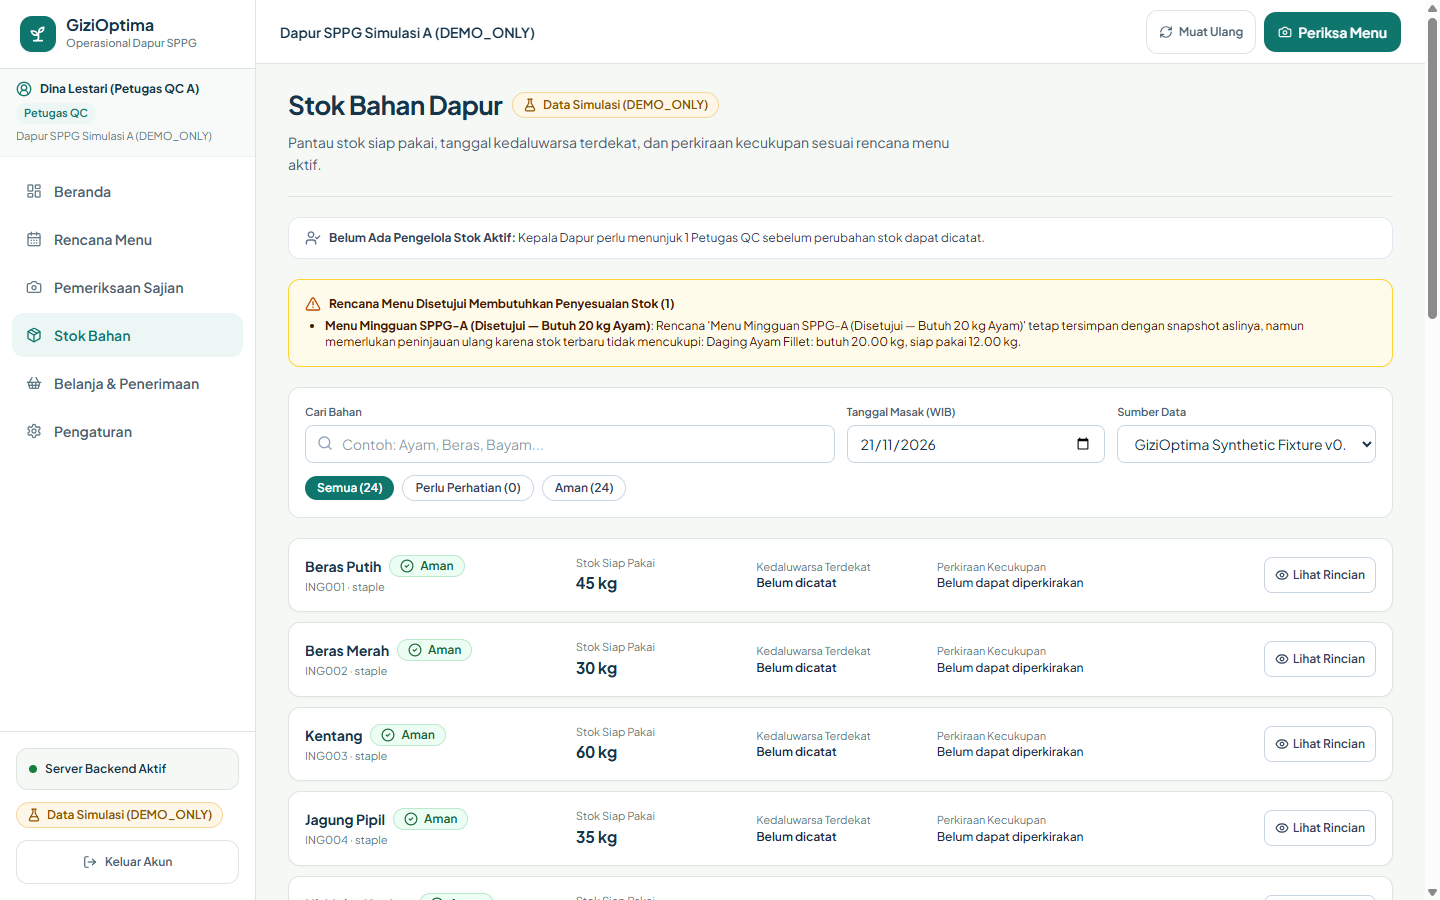 GiziOptima
Operasional Dapur SPPG
Dina Lestari (Petugas QC A)
Petugas QC
Dapur SPPG Simulasi A (DEMO_ONLY)
Beranda
Rencana Menu
Pemeriksaan Sajian
Stok Bahan
Belanja & Penerimaan
Pengaturan
Server Backend Aktif
Data Simulasi (DEMO_ONLY)
Keluar Akun
Dapur SPPG Simulasi A (DEMO_ONLY)
Muat Ulang
Periksa Menu
Stok Bahan Dapur
Data Simulasi (DEMO_ONLY)
Pantau stok siap pakai, tanggal kedaluwarsa terdekat, dan perkiraan kecukupan sesuai rencana menu
aktif.
Belum Ada Pengelola Stok Aktif: Kepala Dapur perlu menunjuk 1 Petugas QC sebelum perubahan stok dapat dicatat.
Rencana Menu Disetujui Membutuhkan Penyesuaian Stok (1)
• Menu Mingguan SPPG-A (Disetujui — Butuh 20 kg Ayam): Rencana 'Menu Mingguan SPPG-A (Disetujui — Butuh 20 kg Ayam)' tetap tersimpan dengan snapshot aslinya, namun
memerlukan peninjauan ulang karena stok terbaru tidak mencukupi: Daging Ayam Fillet: butuh 20.00 kg, siap pakai 12.00 kg.
Cari Bahan
Contoh: Ayam, Beras, Bayam...
Tanggal Masak (WIB)
21/11/2026
Sumber Data
GiziOptima Synthetic Fixture v0.
Semua (24)
Perlu Perhatian (0)
Aman (24)
Beras Putih
Aman
ING001 · staple
Stok Siap Pakai
45 kg
Kedaluwarsa Terdekat
Belum dicatat
Perkiraan Kecukupan
Belum dapat diperkirakan
Lihat Rincian
Beras Merah
Aman
ING002 · staple
Stok Siap Pakai
30 kg
Kedaluwarsa Terdekat
Belum dicatat
Perkiraan Kecukupan
Belum dapat diperkirakan
Lihat Rincian
Kentang
Aman
ING003 · staple
Stok Siap Pakai
60 kg
Kedaluwarsa Terdekat
Belum dicatat
Perkiraan Kecukupan
Belum dapat diperkirakan
Lihat Rincian
Jagung Pipil
Aman
ING004 · staple
Stok Siap Pakai
35 kg
Kedaluwarsa Terdekat
Belum dicatat
Perkiraan Kecukupan
Belum dapat diperkirakan
Lihat Rincian